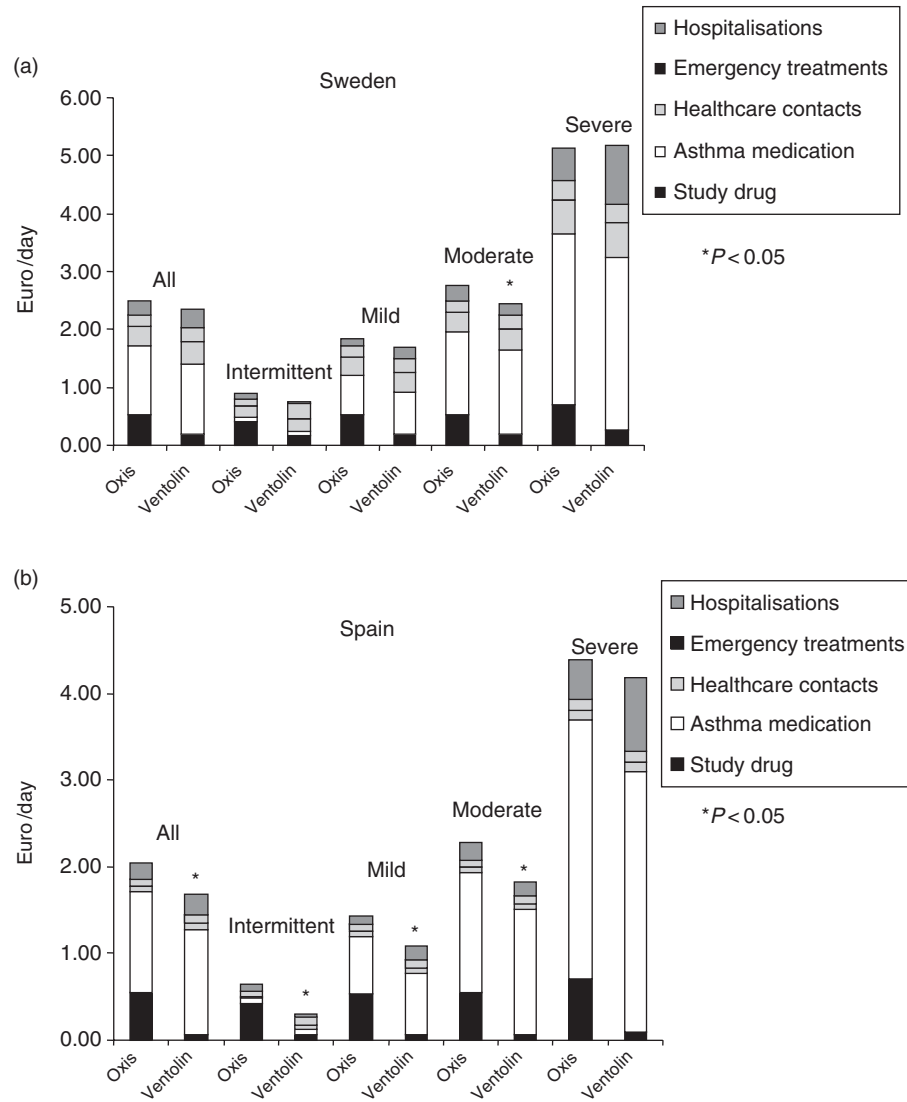 (a)
Sweden
Euro/day
6.00
5.00
4.00
3.00
2.00
1.00
0.00
All
Intermittent
Mild
Moderate
*
Severe
Oxis
Ventolin
Oxis
Ventolin
Oxis
Ventolin
Oxis
Ventolin
Oxis
Ventolin
Hospitalisations
Emergency treatments
Healthcare contacts
Asthma medication
Study drug
*P < 0.05
(b)
Spain
Euro/day
5.00
4.00
3.00
2.00
1.00
0.00
All
*
Intermittent
*
Mild
*
Moderate
*
Severe
Oxis
Ventolin
Oxis
Ventolin
Oxis
Ventolin
Oxis
Ventolin
Oxis
Ventolin
Hospitalisations
Emergency treatments
Healthcare contacts
Asthma medication
Study drug
*P < 0.05